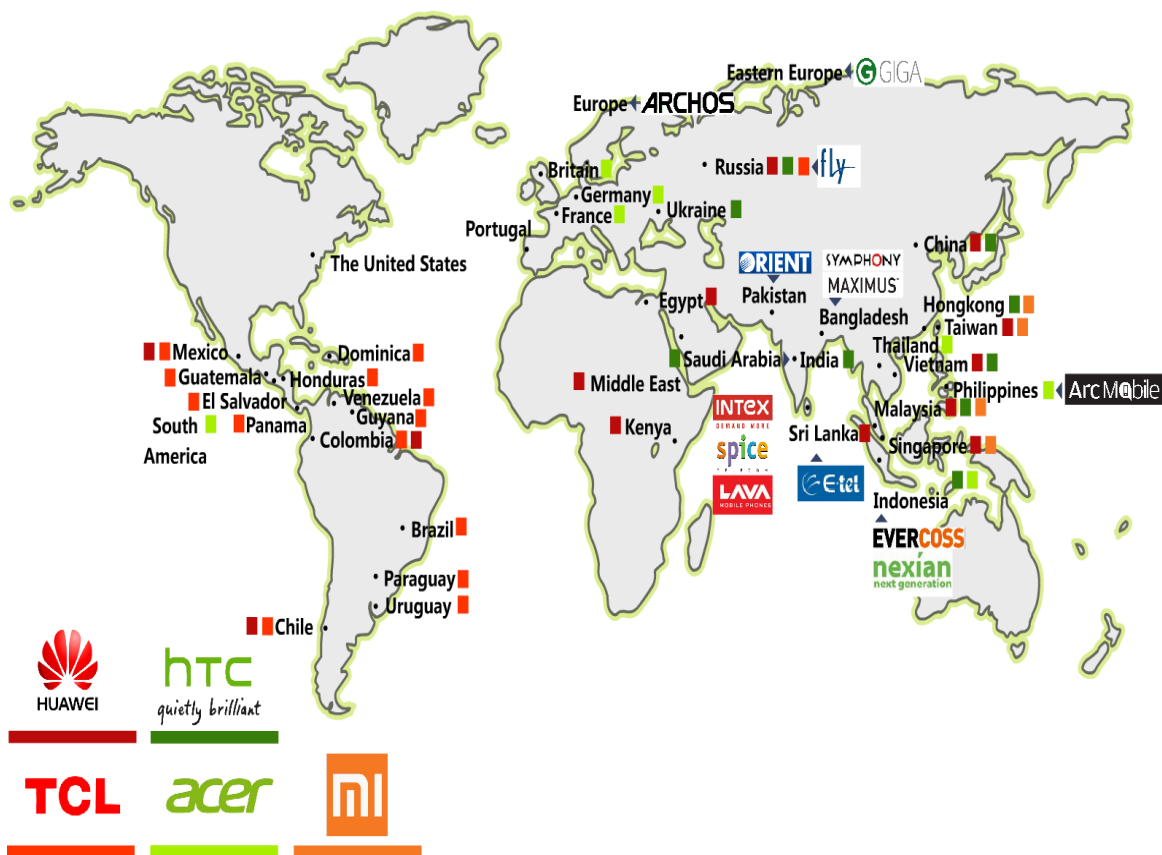 Eastern Europe
G GIGA
Europe
ARCHOS
Britain
Russia
fly
Germany
France
Ukraine
Portugal
The United States
China
ORIENT
SYMPHONY
MAXIMUS
Pakistan
Egypt
Bangladesh
Hongkong
Taiwan
Thailand
Mexico
Dominica
Saudi Arabia
India
Vietnam
Guatemala
Honduras
Middle East
Philippines
ArcMobile
El Salvador
Venezuela
INTEX
DEMAND MORE
Malaysia
South
America
Panama
Guyana
Kenya
Colombia
Sri Lanka
Singapore
spice
LAVA
MOBILE PHONES
E-tel
Indonesia
Brazil
EVERCOSS
nexian
next generation
Paraguay
Uruguay
Chile
HUAWEI
hTC
quietly brilliant
TCL
acer
mi